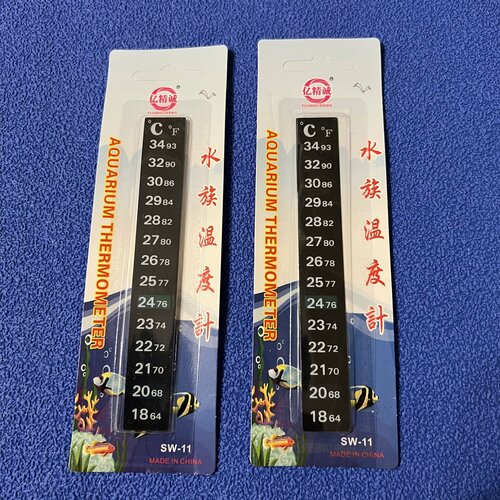 亿精诚
YIJINGCHENG
°C °F
34 93
32 90
30 86
29 84
28 82
27 80
26 78
25 77
24 76
23 74
22 72
21 70
20 68
18 64
AQUARIUM THERMOMETER
水族温度計
SW-11
MADE IN CHINA
亿精诚
YIJINGCHENG
°C °F
34 93
32 90
30 86
29 84
28 82
27 80
26 78
25 77
24 76
23 74
22 72
21 70
20 68
18 64
AQUARIUM THERMOMETER
水族温度計
SW-11
MADE IN CHINA